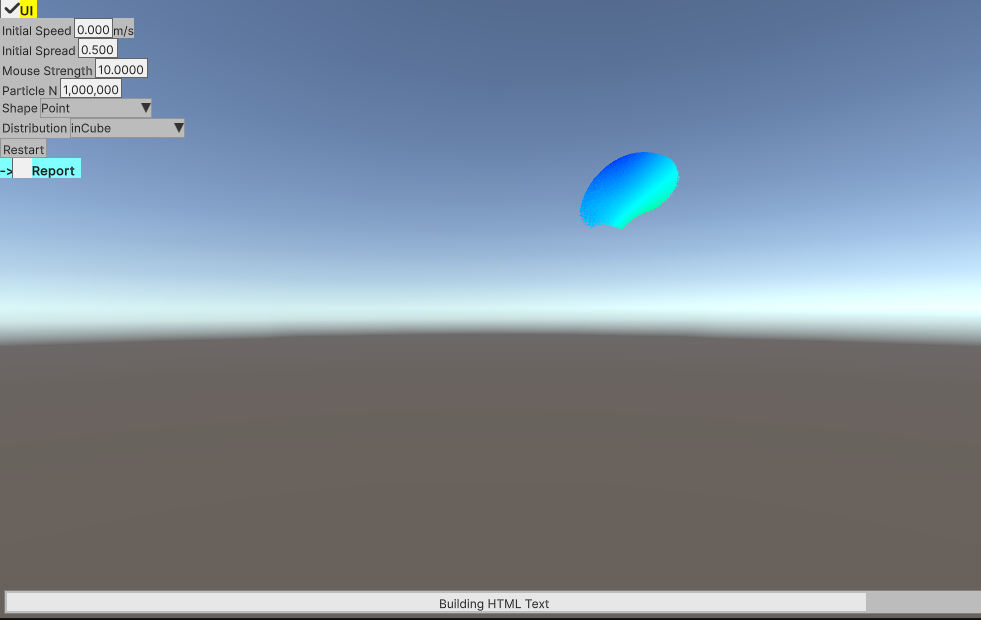 UI
Initial Speed 0.000 m/s
Initial Spread 0.500
Mouse Strength 10.0000
Particle N 1,000,000
Shape Point
Distribution inCube
Restart
-> Report
Building HTML Text